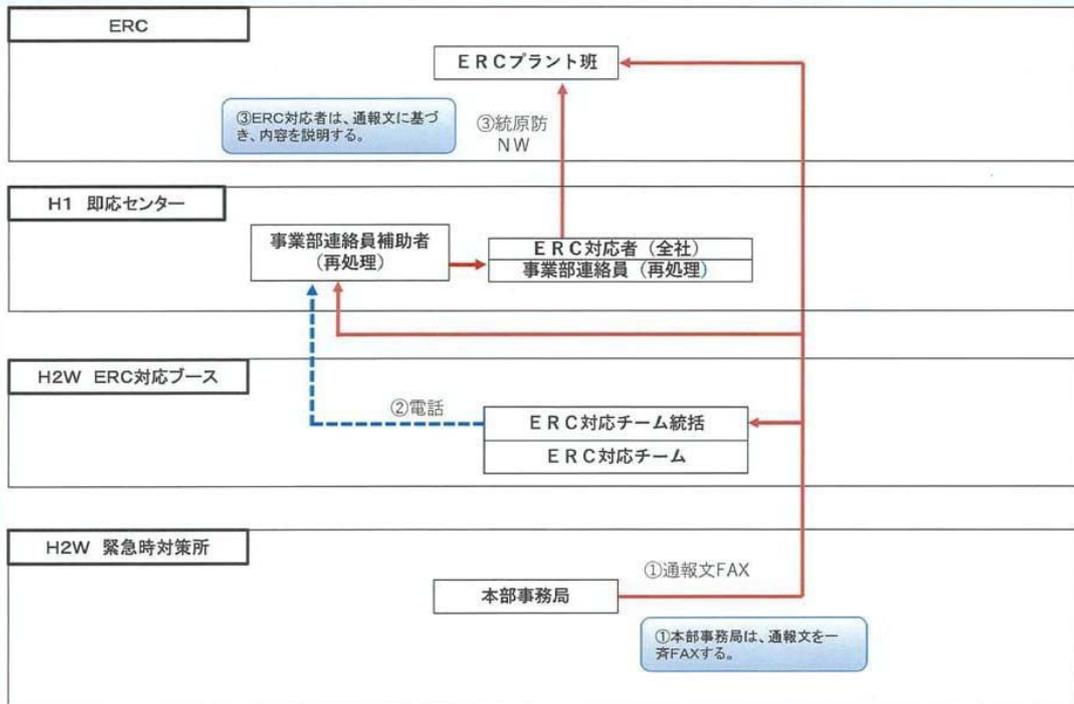 ERC
ERCプラント班
③ERC対応者は、通報文に基づ
き、内容を説明する。
③統原防
NW
H1 即応センター
事業部連絡員補助者
(再処理)
ERC対応者（全社）
事業部連絡員（再処理）
H2W ERC対応ブース
②電話
ERC対応チーム統括
ERC対応チーム
H2W 緊急時対策所
①通報文FAX
本部事務局
①本部事務局は、通報文を一
斉FAXする。